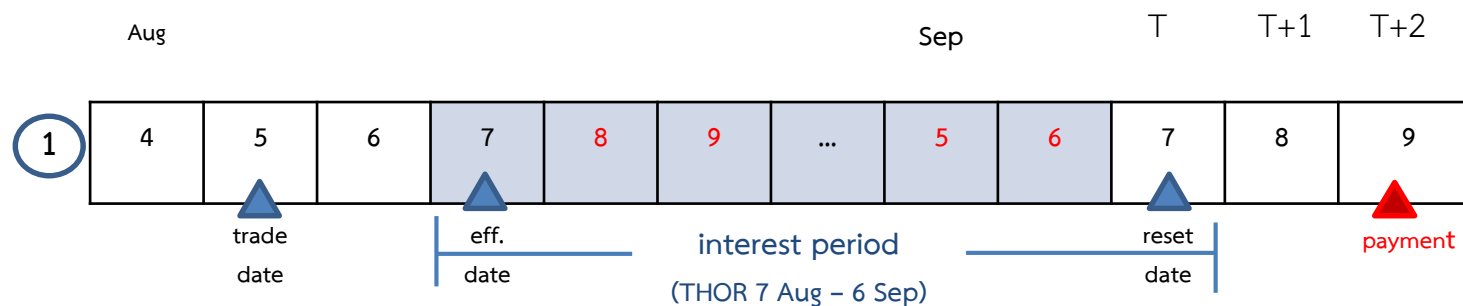 Aug Sep T T+1 T+2
1 4 5 6 7 8 9 ... 5 6 7 8 9
trade eff. interest period reset payment
date date (THOR 7 Aug – 6 Sep) date